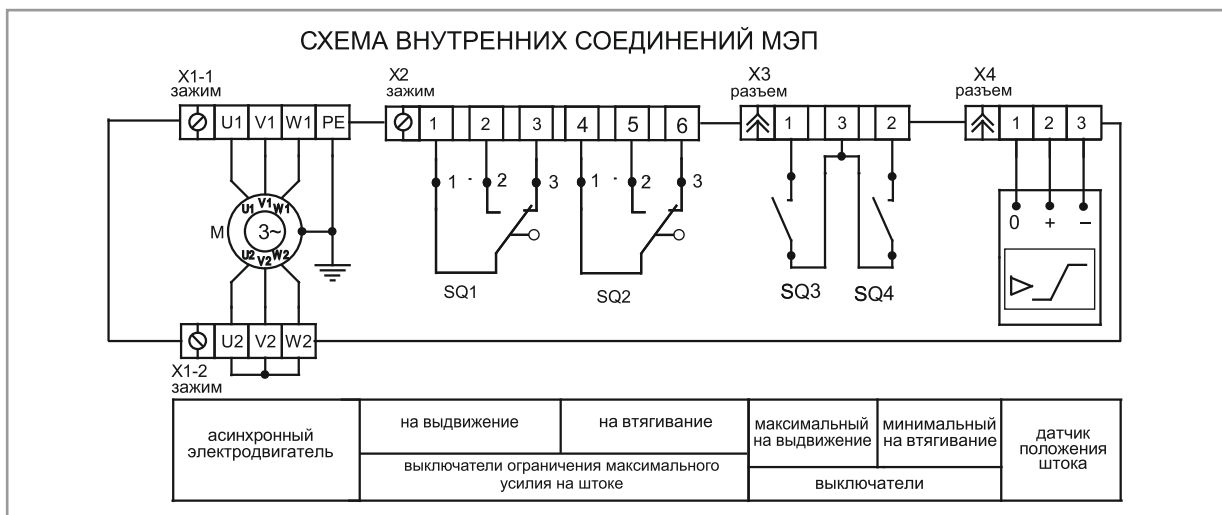 СХЕМА ВНУТРЕННИХ СОЕДИНЕНИЙ МЭП
X1-1
зажим
X2
зажим
X3
разъем
X4
разъем
U1 V1 W1 PE
1 2 3 4 5 6
1 3 2
1 2 3
1 · 2 3 1 · 2 3
U1 V1 W1
M 3~
U2 V2 W2
0 + –
SQ1
SQ2
SQ3
SQ4
U2 V2 W2
X1-2
зажим
асинхронный
электродвигатель
на выдвижение
на втягивание
выключатели ограничения максимального
усилия на штоке
максимальный
на выдвижение
минимальный
на втягивание
выключатели
датчик
положения
штока